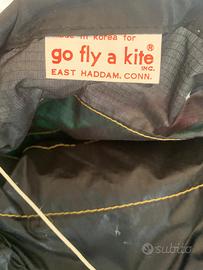 made in Korea for
go fly a kite®
INC.
EAST HADDAM, CONN.
subito